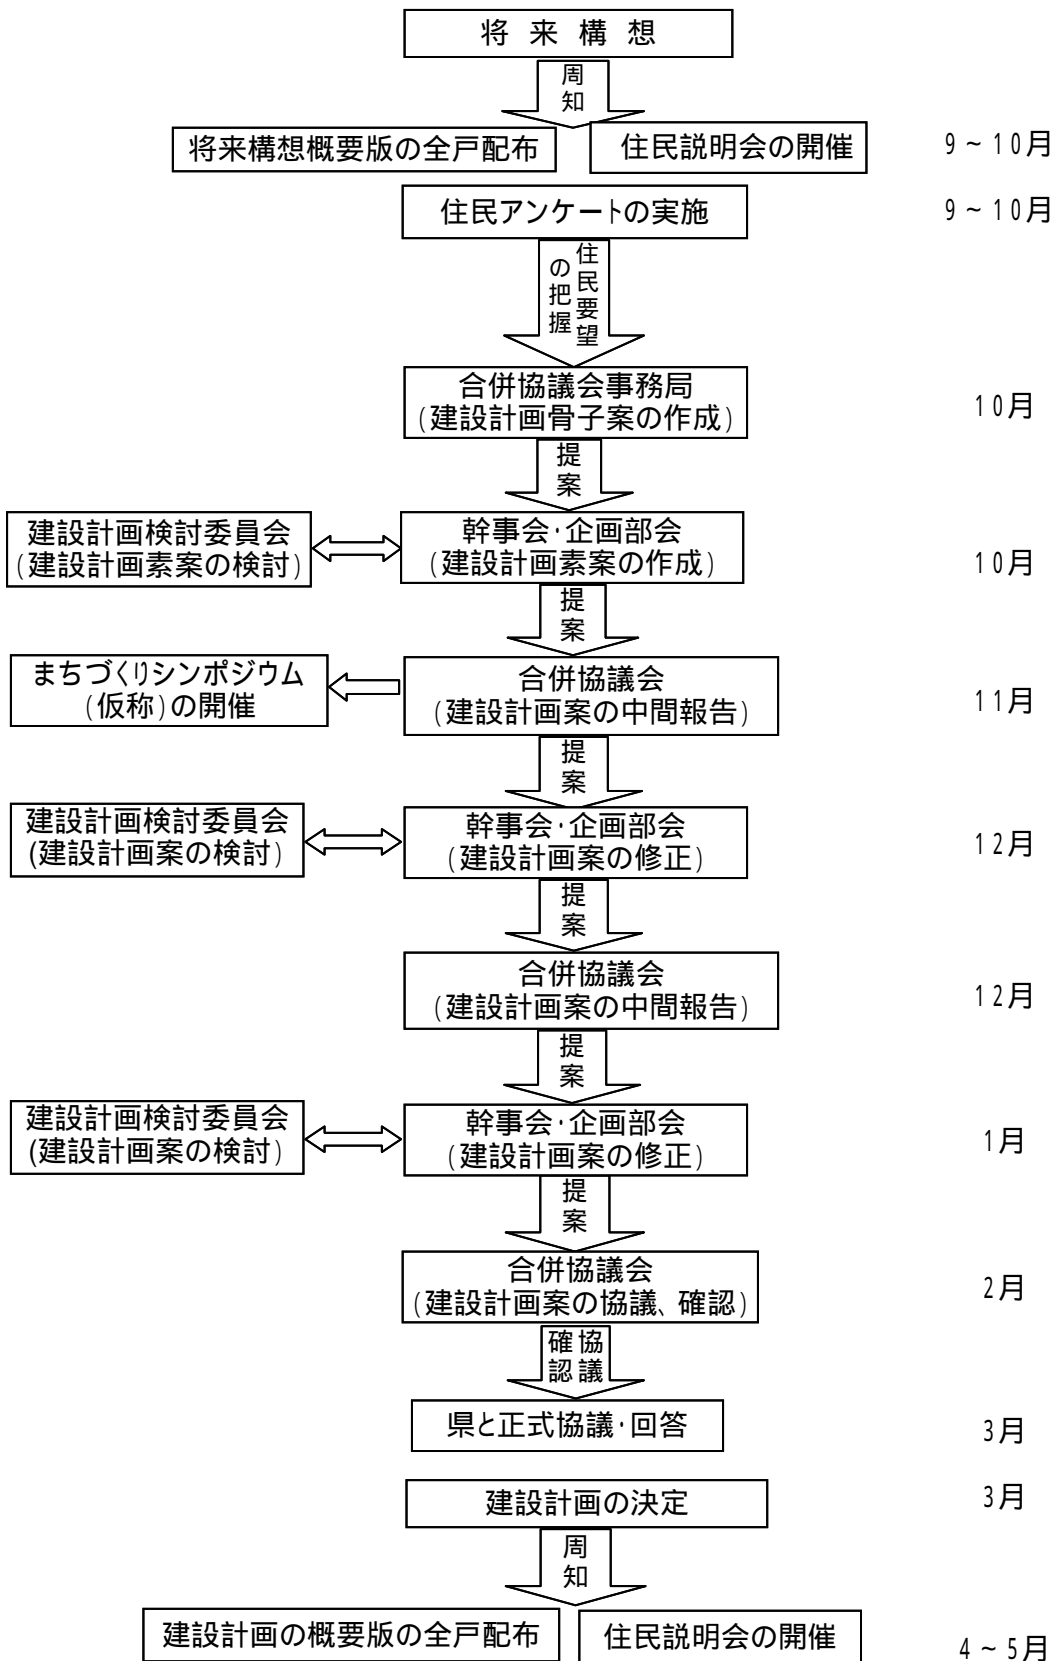 将来構想
周知
将来構想概要版の全戸配布
住民説明会の開催
9～10月
住民アンケートの実施
9～10月
住民要望
の把握
合併協議会事務局
(建設計画骨子案の作成)
10月
提案
建設計画検討委員会
(建設計画素案の検討)
幹事会・企画部会
(建設計画素案の作成)
10月
提案
まちづくりシンポジウム
(仮称)の開催
合併協議会
(建設計画案の中間報告)
11月
提案
建設計画検討委員会
(建設計画案の検討)
幹事会・企画部会
(建設計画案の修正)
12月
提案
合併協議会
(建設計画案の中間報告)
12月
提案
建設計画検討委員会
(建設計画案の検討)
幹事会・企画部会
(建設計画案の修正)
1月
提案
合併協議会
(建設計画案の協議、確認)
2月
協議
確認
県と正式協議・回答
3月
建設計画の決定
3月
周知
建設計画の概要版の全戸配布
住民説明会の開催
4～5月